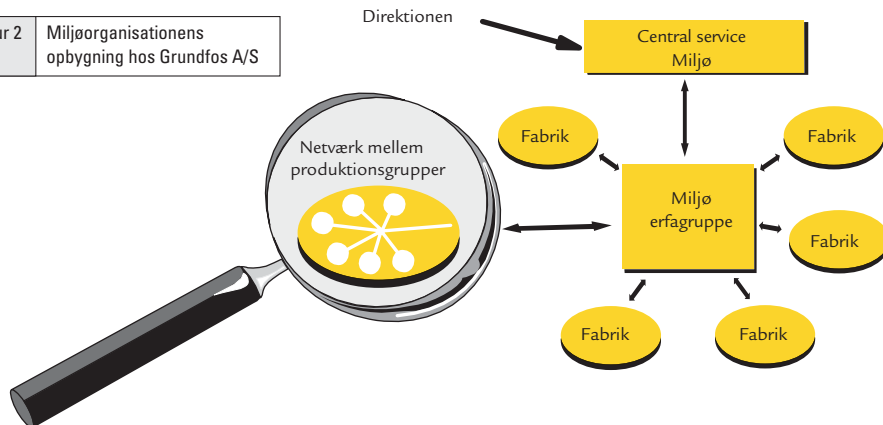 ur 2
Miljøorganisationens
opbygning hos Grundfos A/S
Direktionen
Central service
Miljø
Netværk mellem
produktionsgrupper
Fabrik
Fabrik
Miljø
erfagruppe
Fabrik
Fabrik
Fabrik